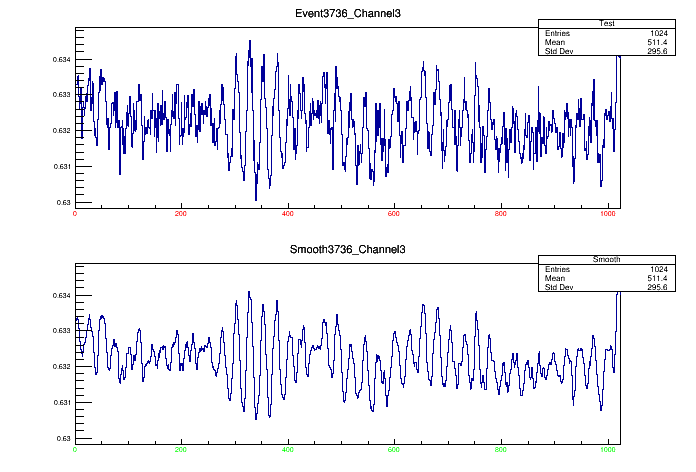 Event3736_Channel3
Test
Entries 1024
Mean 511.4
Std Dev 295.6
0.634
0.633
0.632
0.631
0.63
0 200 400 600 800 1000
Smooth3736_Channel3
Smooth
Entries 1024
Mean 511.4
Std Dev 295.6
0.634
0.633
0.632
0.631
0.63
0 200 400 600 800 1000